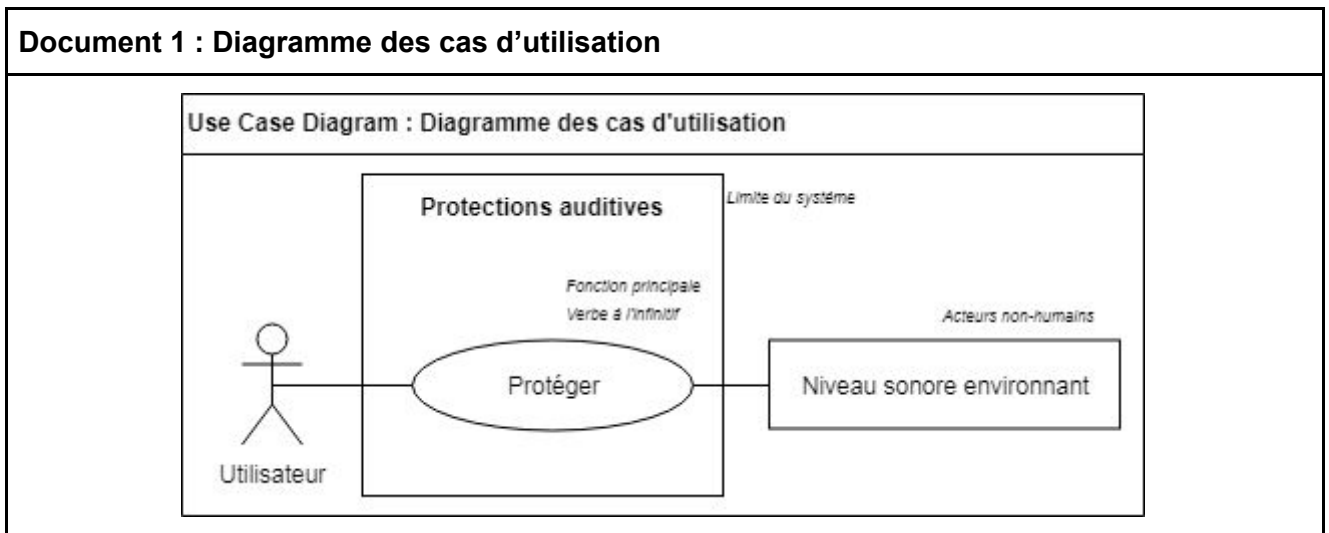 Document 1 : Diagramme des cas d’utilisation
Use Case Diagram : Diagramme des cas d'utilisation
Protections auditives
Limite du systéme
Fonction principale
Verbe á l'infinitif
Acteurs non-humains
Protéger
Niveau sonore environnant
Utilisateur